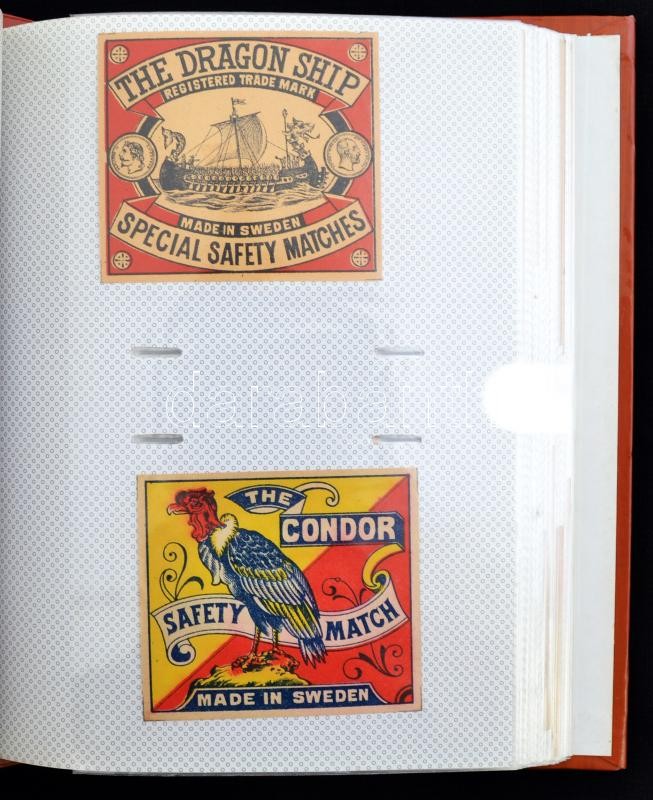 THE DRAGON SHIP
REGISTERED TRADE MARK
MADE IN SWEDEN
SPECIAL SAFETY MATCHES
THE
CONDOR
SAFETY MATCH
MADE IN SWEDEN